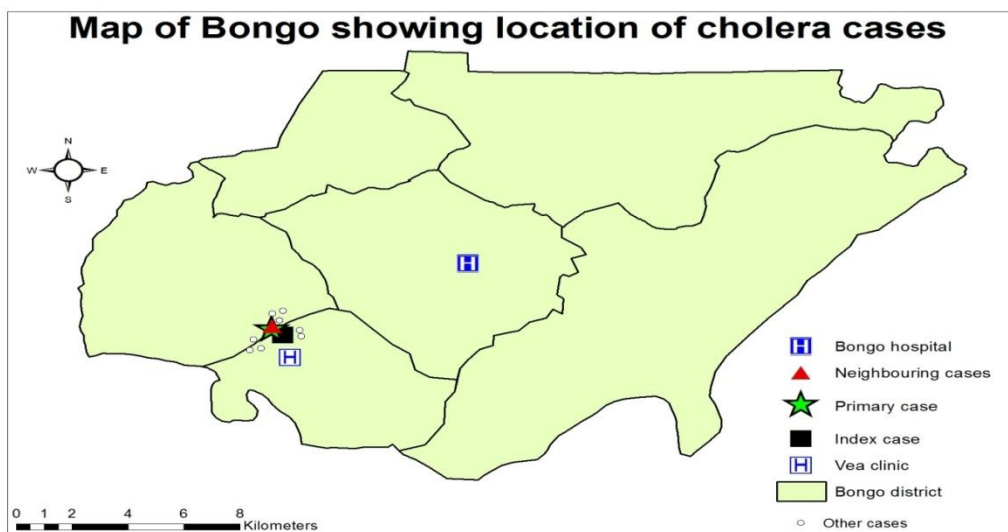 Map of Bongo showing location of cholera cases
N
W E
S
H
H
H Bongo hospital
Neighbouring cases
Primary case
Index case
H Vea clinic
Bongo district
Other cases
0 1 2 4 6 8
Kilometers